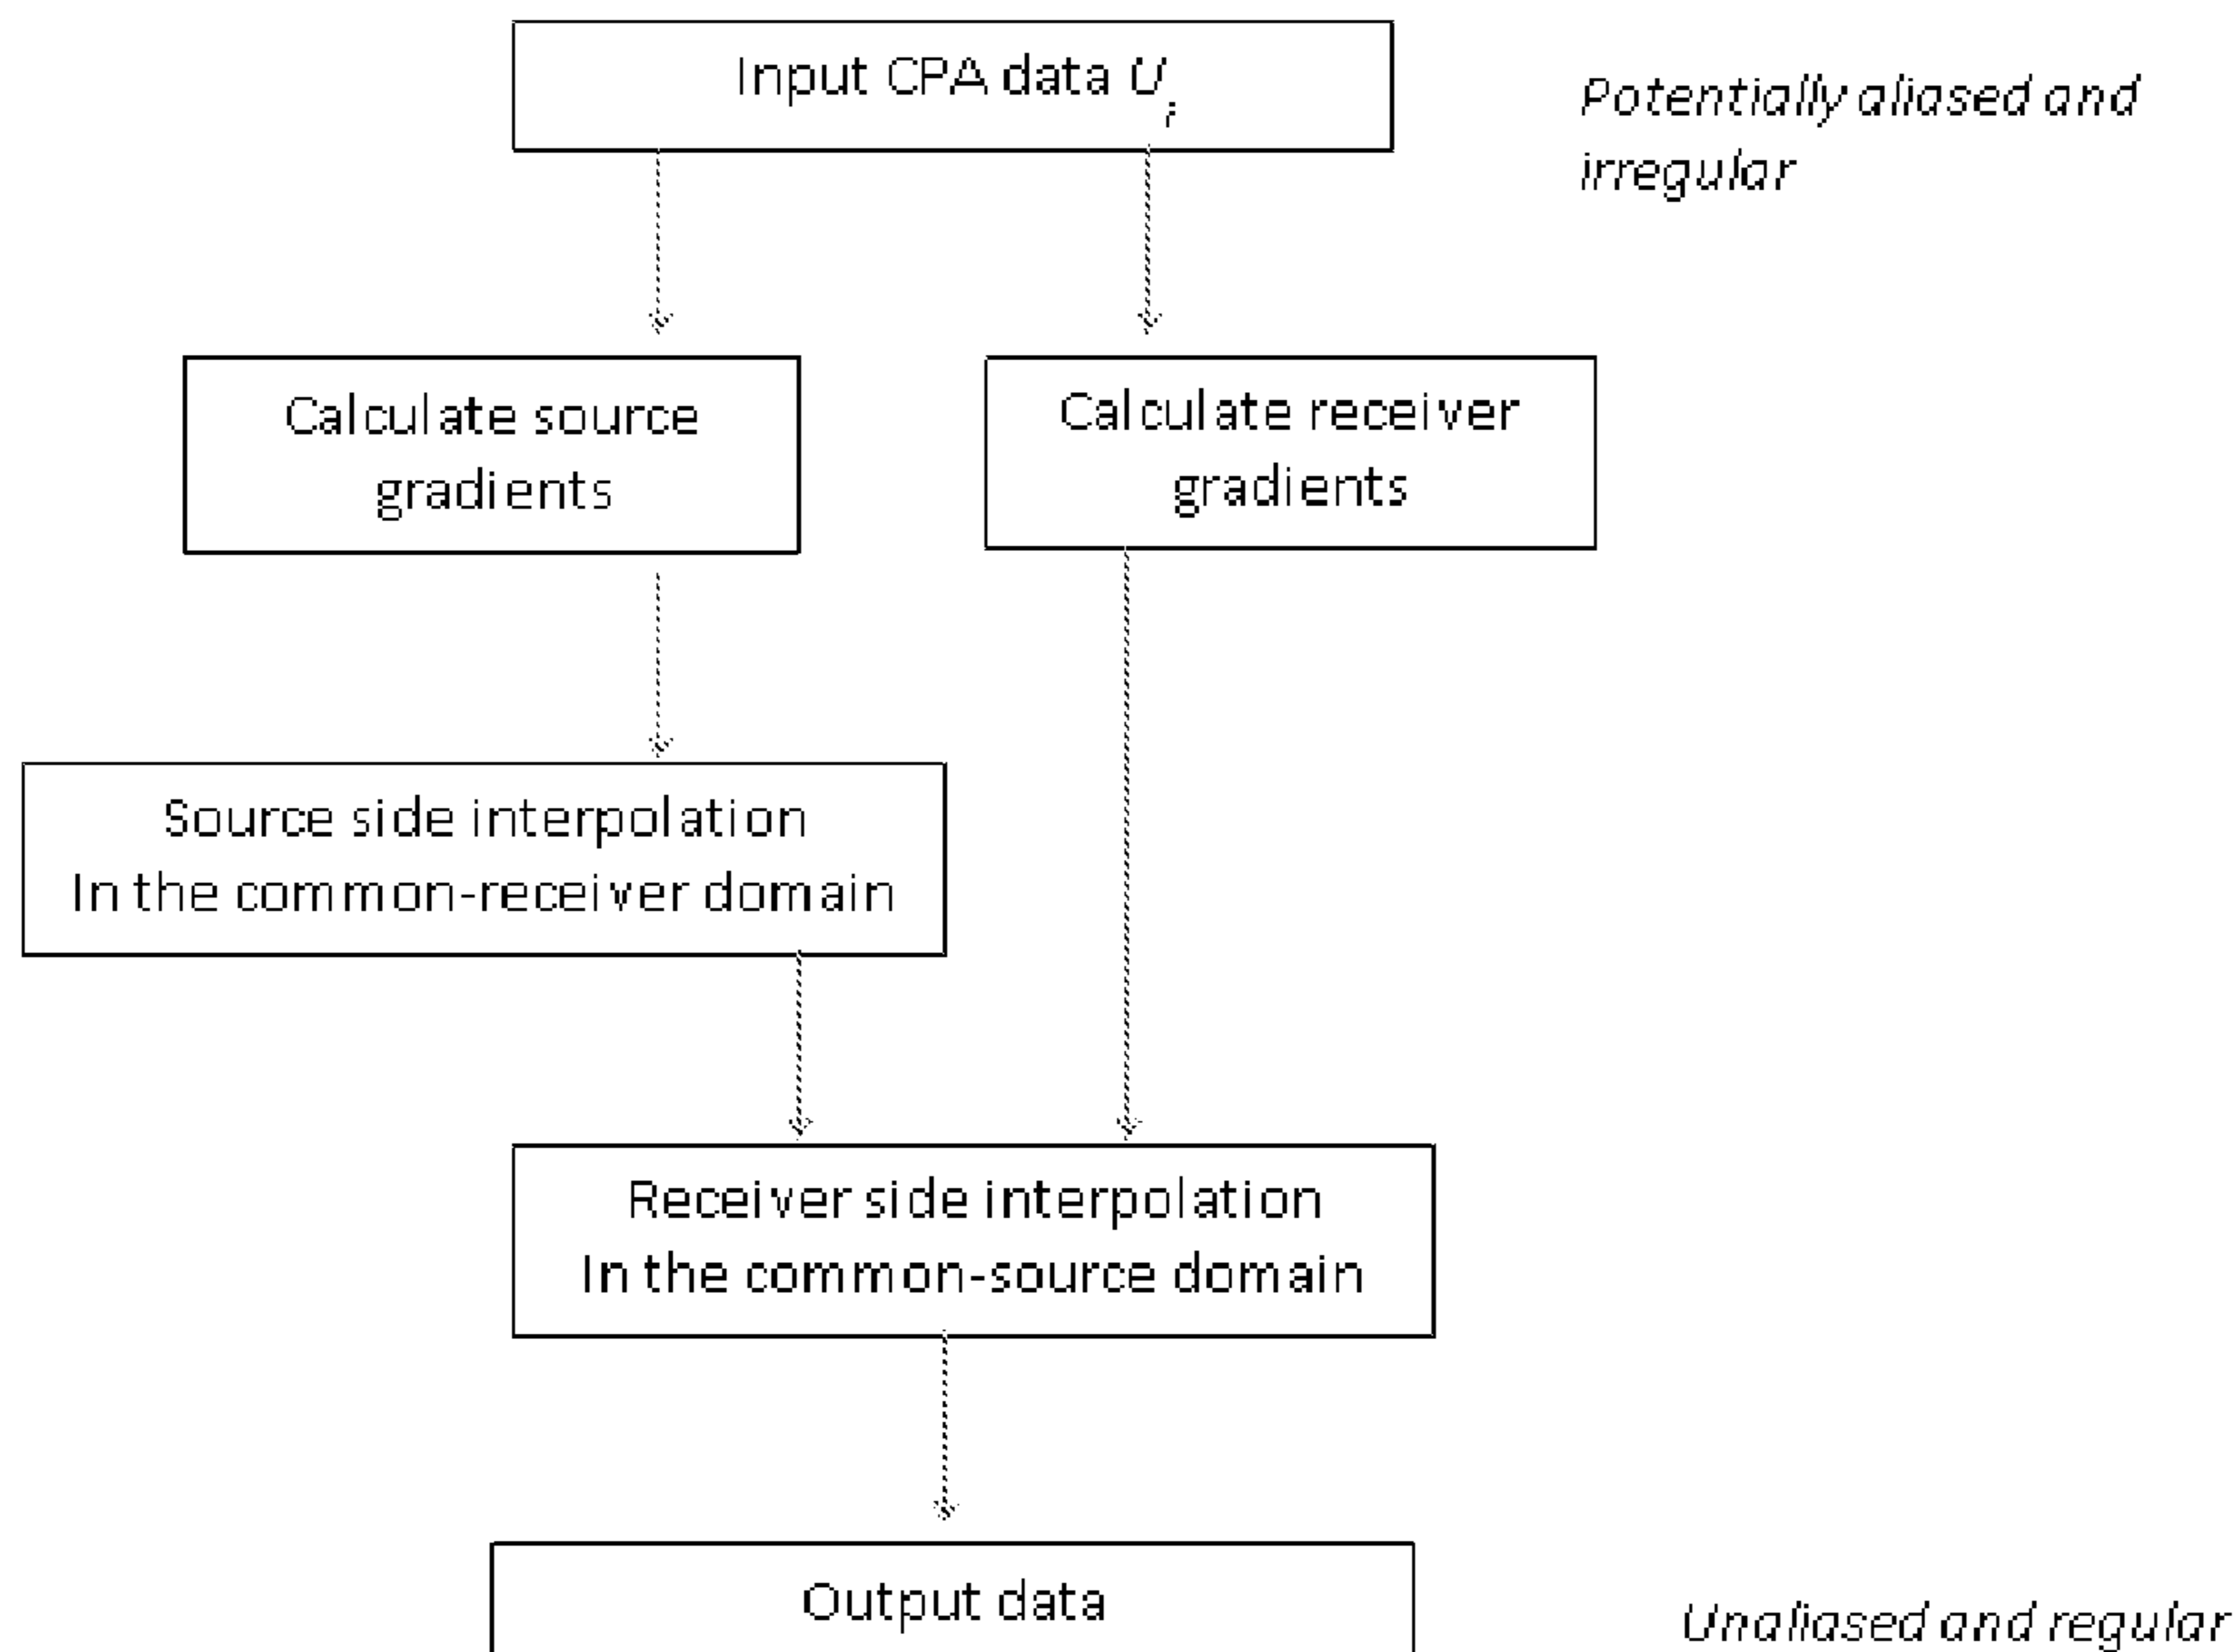 Input CPA data U i
Potentially aliased and
irregular
Calculate source
gradients
Calculate receiver
gradients
Source side interpolation
In the common-receiver domain
Receiver side interpolation
In the common-source domain
Output data
Unaliased and regular